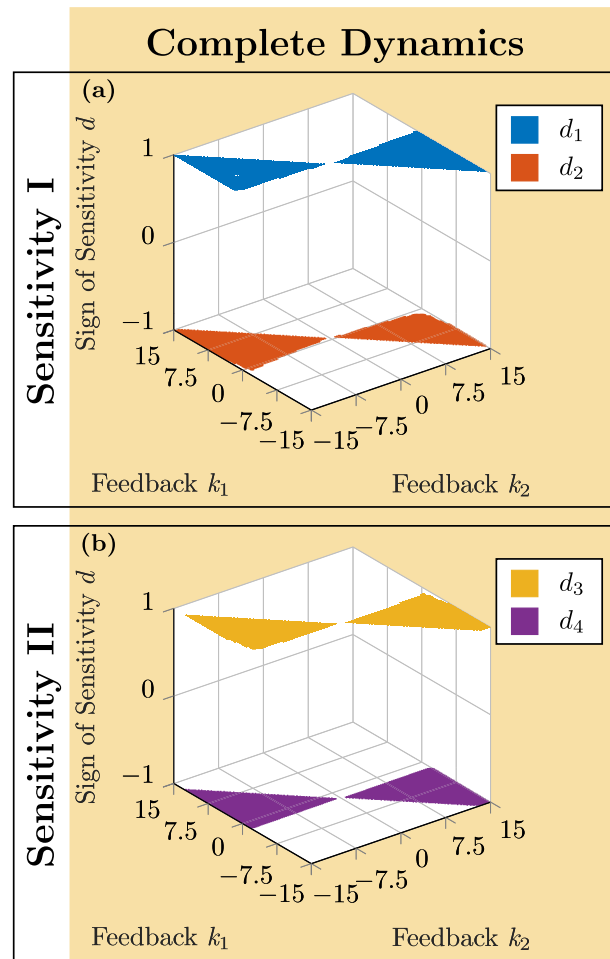 Complete Dynamics
Sensitivity I
(a)
Sign of Sensitivity d
1
0
−1
15
7.5
0
−7.5
−15
−15
−7.5
0
7.5
15
Feedback k₁
Feedback k₂
d₁
d₂
Sensitivity II
(b)
Sign of Sensitivity d
1
0
−1
15
7.5
0
−7.5
−15
−15
−7.5
0
7.5
15
Feedback k₁
Feedback k₂
d₃
d₄